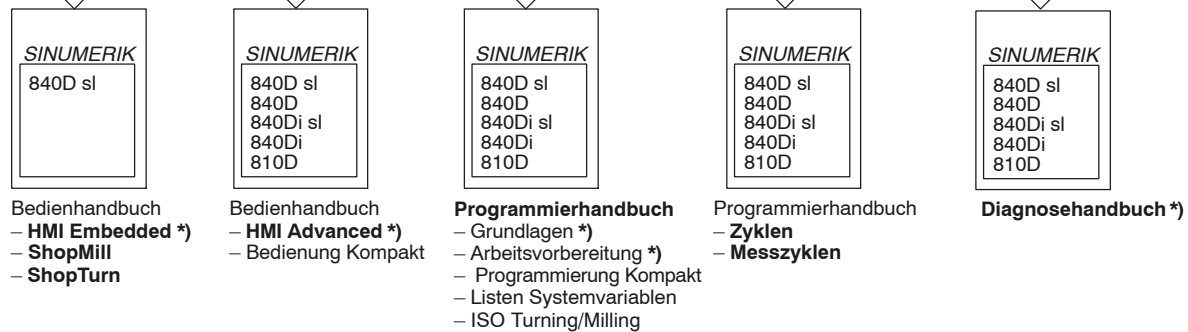 SINUMERIK
840D sl
Bedienhandbuch
– HMI Embedded *)
– ShopMill
– ShopTurn
SINUMERIK
840D sl
840D
840Di sl
840Di
810D
Bedienhandbuch
– HMI Advanced *)
– Bedienung Kompakt
SINUMERIK
840D sl
840D
840Di sl
840Di
810D
Programmierhandbuch
– Grundlagen *)
– Arbeitsvorbereitung *)
– Programmierung Kompakt
– Listen Systemvariablen
– ISO Turning/Milling
SINUMERIK
840D sl
840D
840Di sl
840Di
810D
Programmierhandbuch
– Zyklen
– Messzyklen
SINUMERIK
840D sl
840D
840Di sl
840Di
810D
Diagnosehandbuch *)